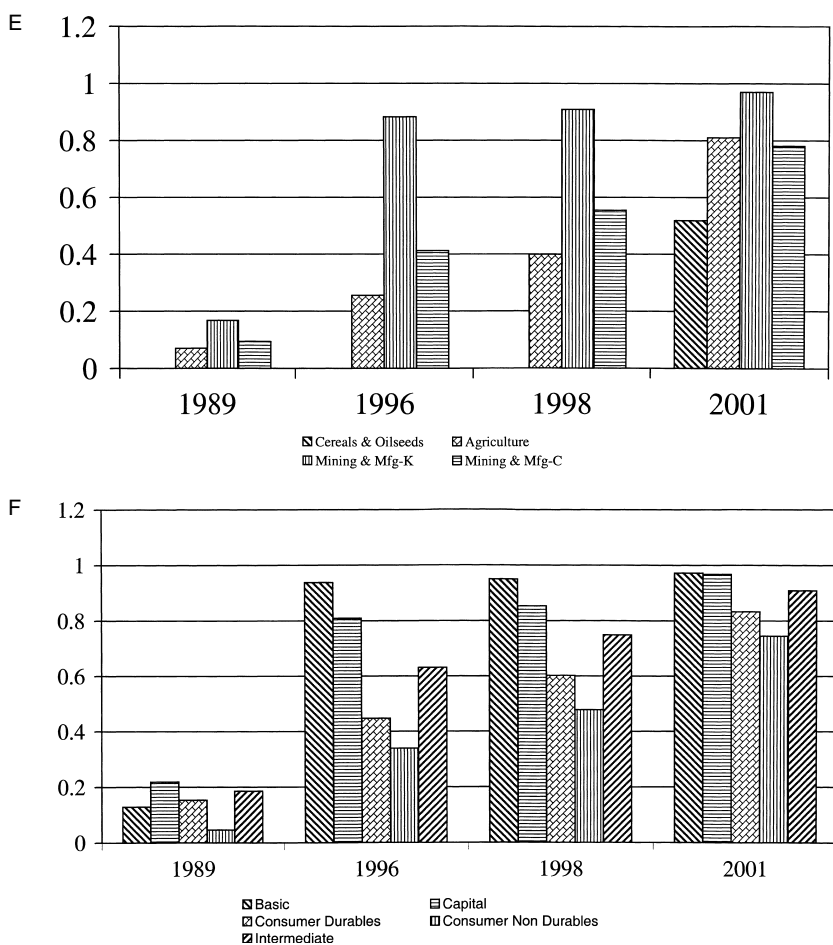 E
1.2
1
0.8
0.6
0.4
0.2
0
1989 1996 1998 2001
Cereals & Oilseeds Agriculture
Mining & Mfg-K Mining & Mfg-C
F
1.2
1
0.8
0.6
0.4
0.2
0
1989 1996 1998 2001
Basic Capital
Consumer Durables Consumer Non Durables
Intermediate